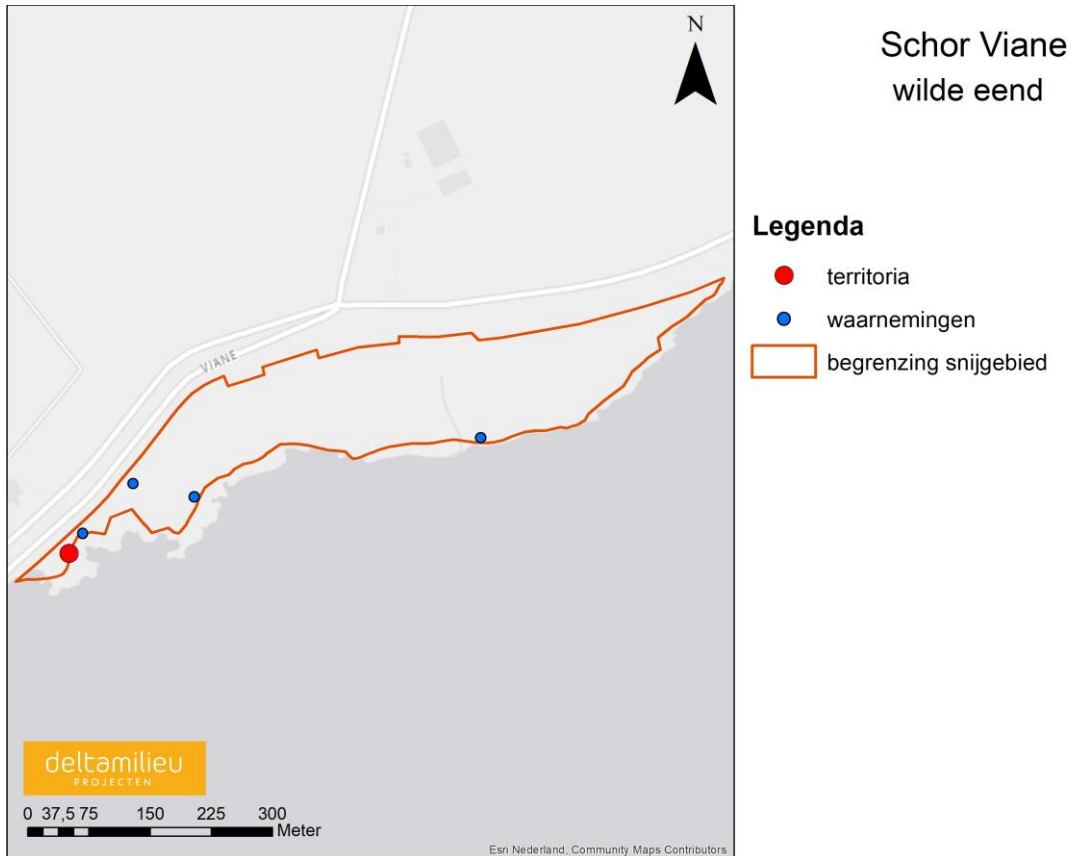 Schor Viane
wilde eend
N
Legenda
territoria
waarnemingen
begrenzing snijgebied
VIANE
deltamilieu
PROJECTEN
0 37,5 75 150 225 300
Meter
Esri Nederland, Community Maps Contributors